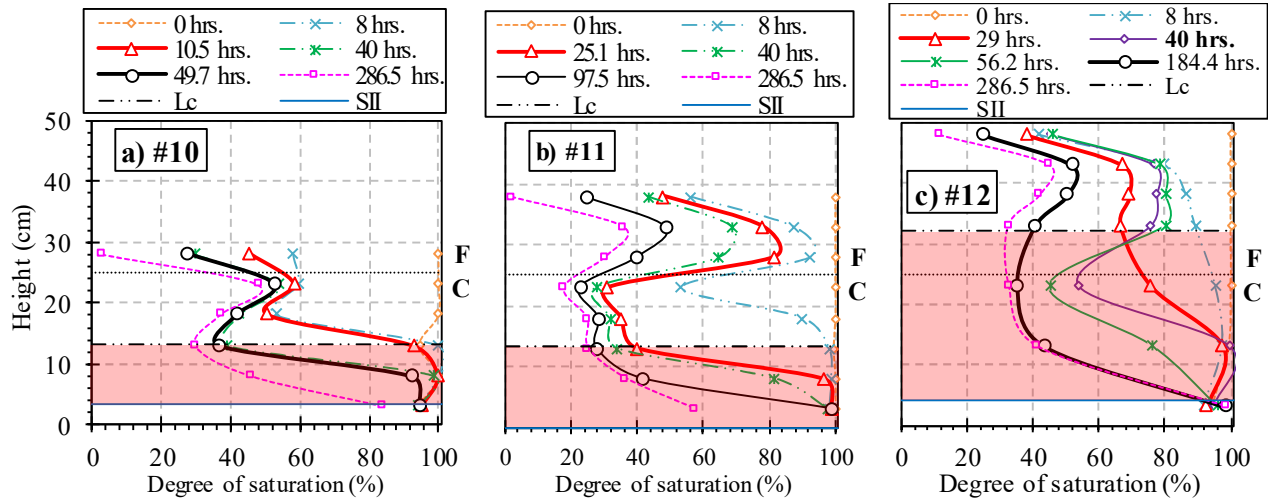 0 hrs. 8 hrs.
10.5 hrs. 40 hrs.
49.7 hrs. 286.5 hrs.
Lc SII
0 hrs.
25.1 hrs. 40 hrs.
97.5 hrs. 286.5 hrs.
Lc SII
0 hrs. 8 hrs.
29 hrs. 40 hrs.
56.2 hrs. 184.4 hrs.
286.5 hrs. Lc
SII
Height (cm)
50
40
30
20
10
0
a) #10
F
C
0 20 40 60 80 100
Degree of saturation (%)
b) #11
F
C
0 20 40 60 80 100
Degree of saturation (%)
c) #12
F
C
0 20 40 60 80 100
Degree of saturation (%)